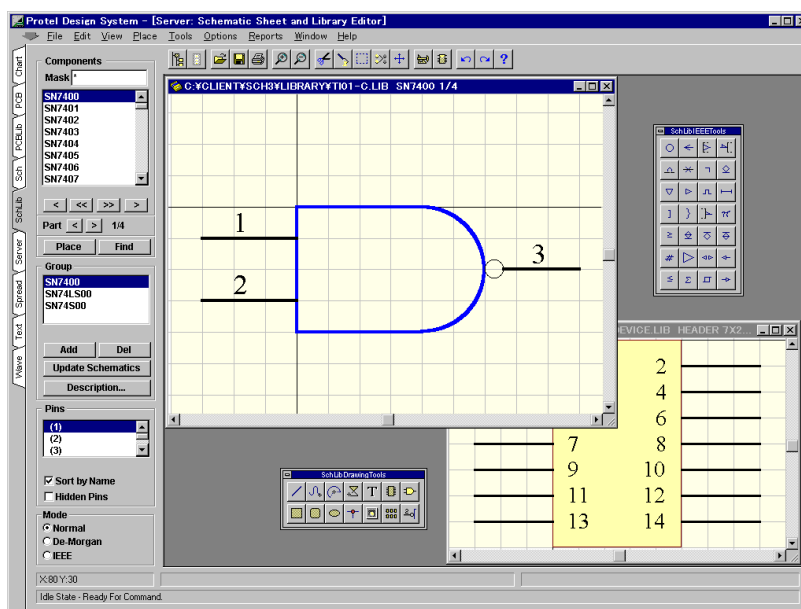 Protel Design System - [Server: Schematic Sheet and Library Editor]
File Edit View Place Tools Options Reports Window Help
Chart
PCB
PCBLib
Sch
SchLib
Server
Spread
Text
Wave
Components
Mask *
SN7400
SN7401
SN7402
SN7403
SN7404
SN7405
SN7406
SN7407
< << >> >
Part < > 1/4
Place Find
Group
SN7400
SN74LS00
SN74S00
Add Del
Update Schematics
Description...
Pins
(1)
(2)
(3)
Sort by Name
Hidden Pins
Mode
Normal
De-Morgan
IEEE
C:¥CLIENT¥SCH3¥LIBRARY¥TI01-C.LIB SN7400 1/4
1
2
3
SchLibIEEETools
DEVICE.LIB HEADER 7X2...
2
4
6
7 8
9 10
11 12
13 14
SchLibDrawingTools
T
X:80 Y:30
Idle State - Ready For Command